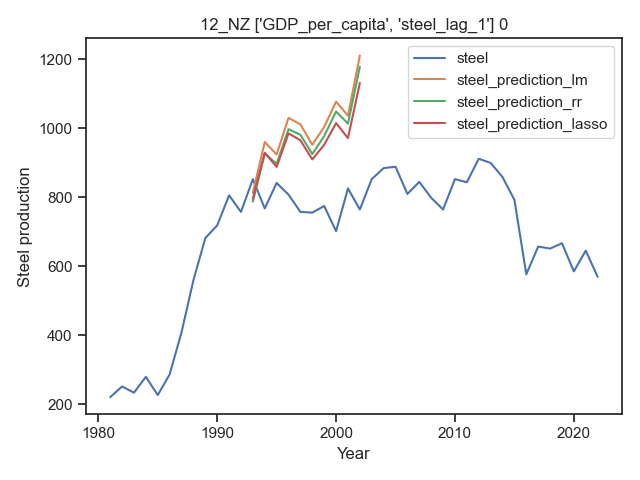 12_NZ ['GDP_per_capita', 'steel_lag_1'] 0
steel
steel_prediction_lm
steel_prediction_rr
steel_prediction_lasso
Steel production
1200
1000
800
600
400
200
1980
1990
2000
2010
2020
Year